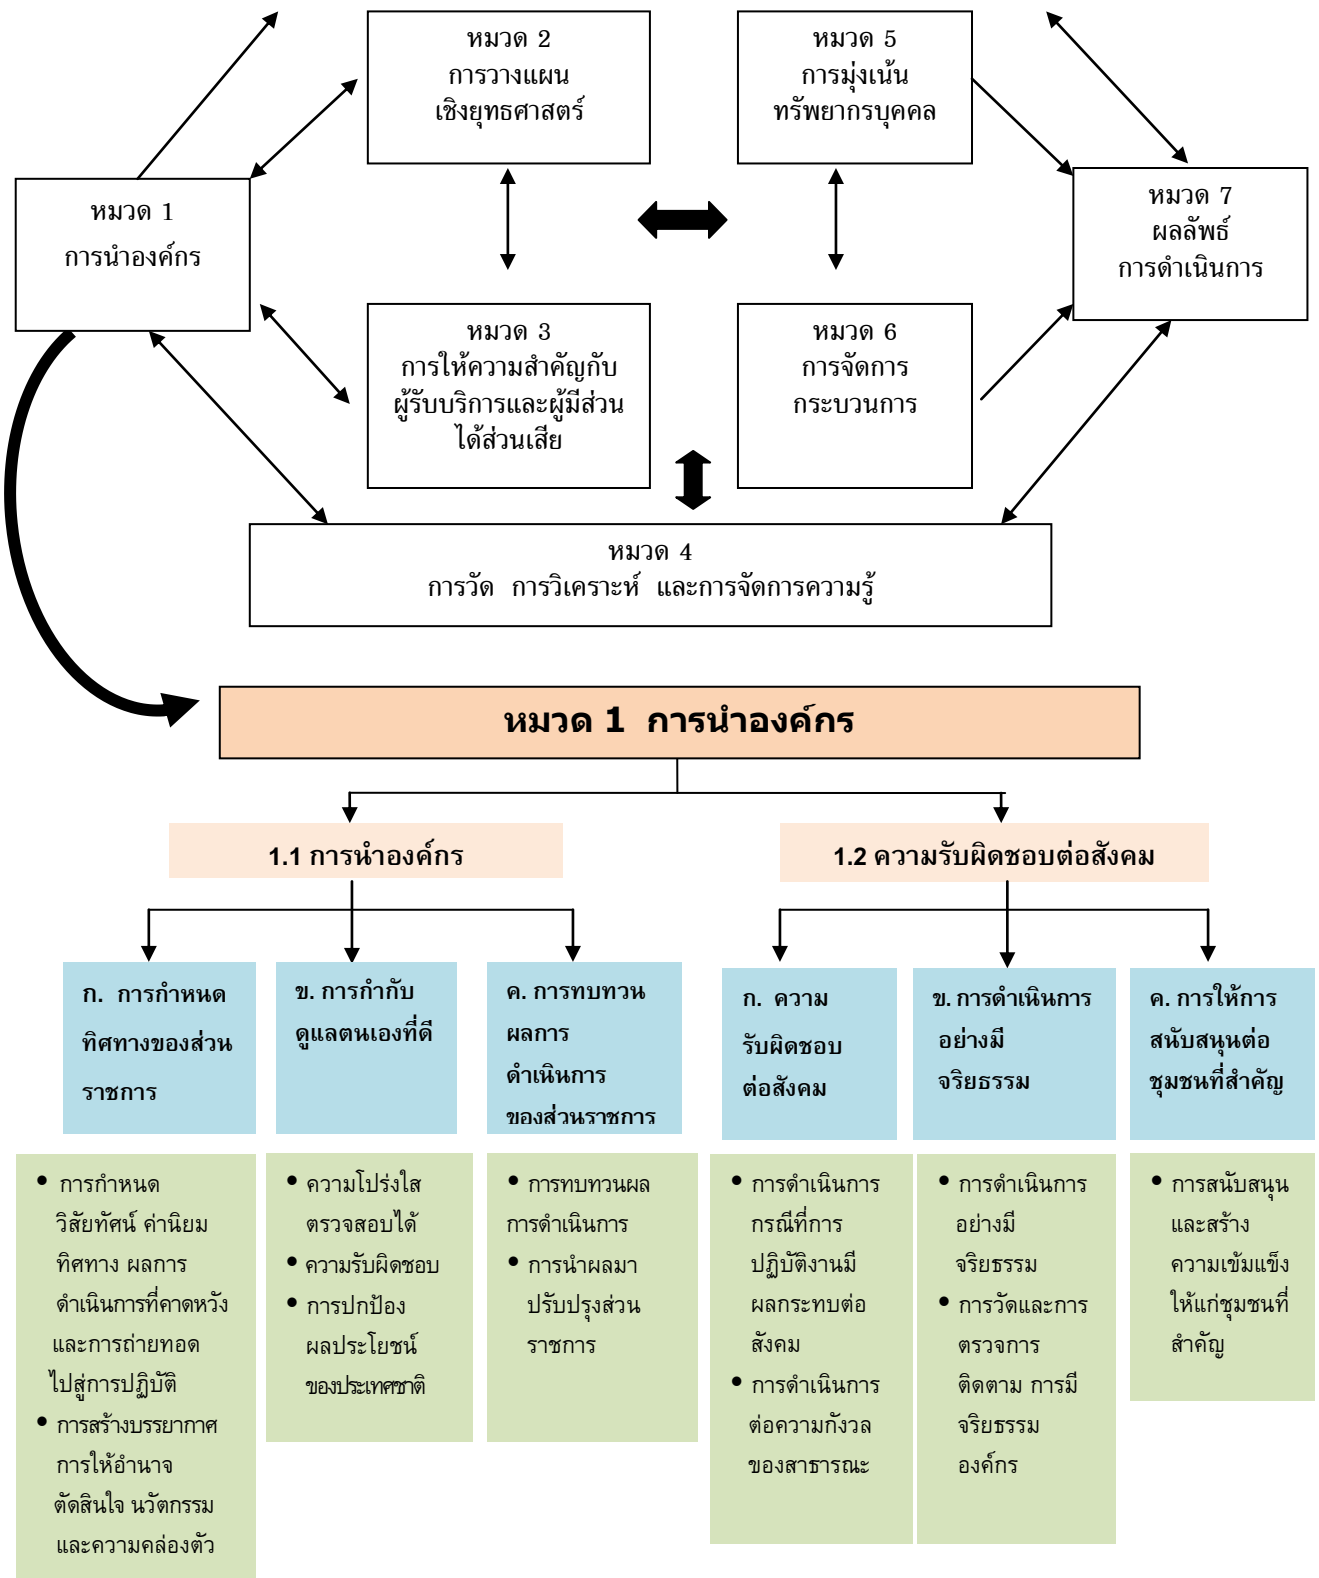 หมวด 2
การวางแผน
เชิงยุทธศาสตร์
หมวด 5
การมุ่งเน้น
ทรัพยากรบุคคล
หมวด 1
การนำองค์กร
หมวด 7
ผลลัพธ์
การดำเนินการ
หมวด 3
การให้ความสำคัญกับ
ผู้รับบริการและผู้มีส่วน
ได้ส่วนเสีย
หมวด 6
การจัดการ
กระบวนการ
หมวด 4
การวัด การวิเคราะห์ และการจัดการความรู้
หมวด 1 การนำองค์กร
1.1 การนำองค์กร
1.2 ความรับผิดชอบต่อสังคม
ก. การกำหนด
ทิศทางของส่วน
ราชการ
ข. การกำกับ
ดูแลตนเองที่ดี
ค. การทบทวน
ผลการ
ดำเนินการ
ของส่วนราชการ
ก. ความ
รับผิดชอบ
ต่อสังคม
ข. การดำเนินการ
อย่างมี
จริยธรรม
ค. การให้การ
สนับสนุนต่อ
ชุมชนที่สำคัญ
• การกำหนด
วิสัยทัศน์ ค่านิยม
ทิศทาง ผลการ
ดำเนินการที่คาดหวัง
และการถ่ายทอด
ไปสู่การปฏิบัติ
• การสร้างบรรยากาศ
การให้อำนาจ
ตัดสินใจ นวัตกรรม
และความคล่องตัว
• ความโปร่งใส
ตรวจสอบได้
• ความรับผิดชอบ
• การปกป้อง
ผลประโยชน์
ของประเทศชาติ
• การทบทวนผล
การดำเนินการ
• การนำผลมา
ปรับปรุงส่วน
ราชการ
• การดำเนินการ
กรณีที่การ
ปฏิบัติงานมี
ผลกระทบต่อ
สังคม
• การดำเนินการ
ต่อความกังวล
ของสาธารณะ
• การดำเนินการ
อย่างมี
จริยธรรม
• การวัดและการ
ตรวจการ
ติดตาม การมี
จริยธรรม
องค์กร
• การสนับสนุน
และสร้าง
ความเข้มแข็ง
ให้แก่ชุมชนที่
สำคัญ